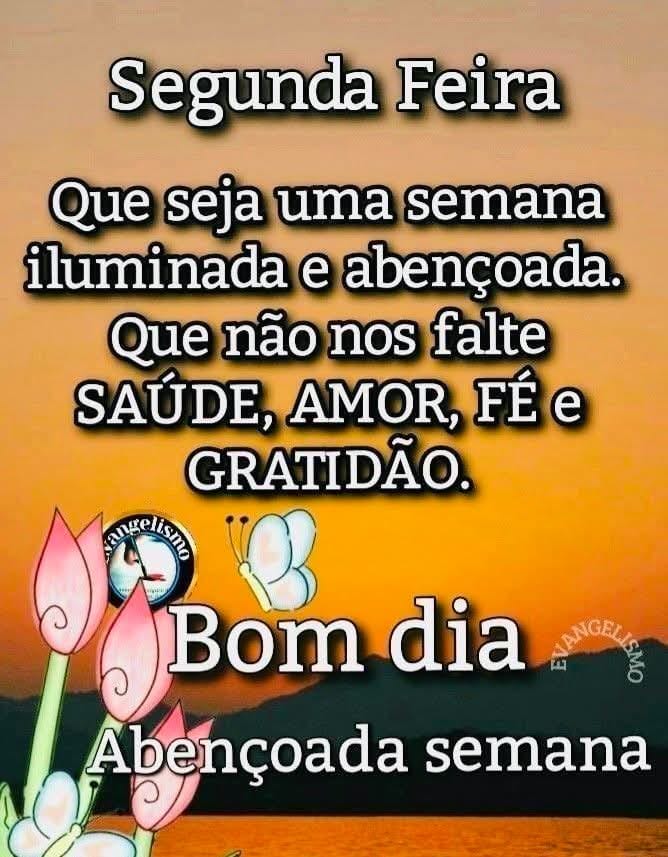 Segunda Feira
Que seja uma semana
iluminada e abençoada.
Que não nos falte
SAÚDE, AMOR, FÉ e
GRATIDÃO.
Evangelismo
Bom dia
EVANGELISMO
Abençoada semana